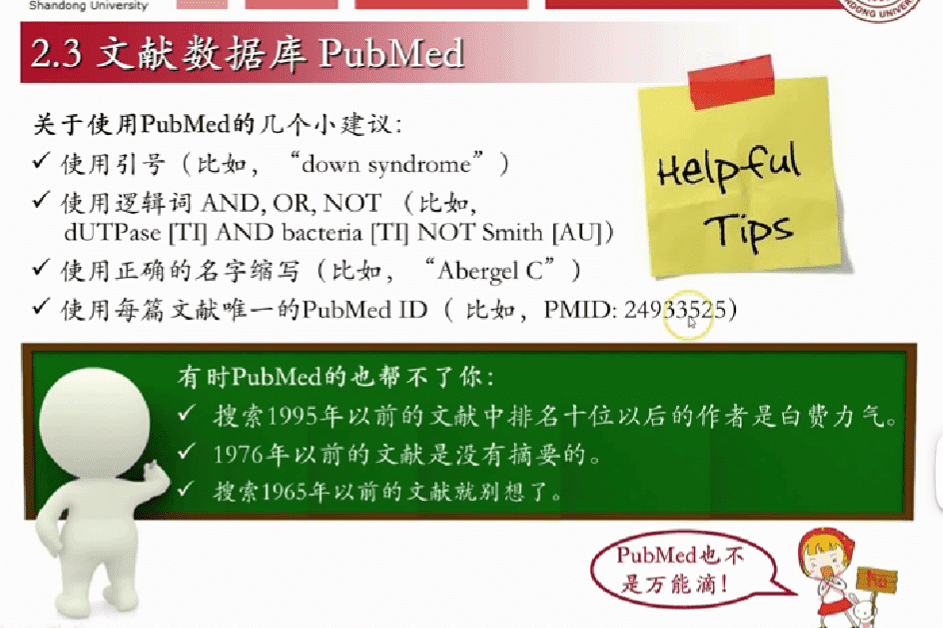 Shandong University
SHANDONG UNIVERSITY
2.3 文献数据库 PubMed
Helpful
Tips
关于使用PubMed的几个小建议：
✓ 使用引号（比如，“down syndrome”）
✓ 使用逻辑词 AND, OR, NOT （比如,
dUTPase [TI] AND bacteria [TI] NOT Smith [AU]）
✓ 使用正确的名字缩写（比如，“Abergel C”）
✓ 使用每篇文献唯一的PubMed ID（ 比如，PMID: 24933525）
有时PubMed的也帮不了你：
✓ 搜索1995年以前的文献中排名十位以后的作者是白费力气。
✓ 1976年以前的文献是没有摘要的。
✓ 搜索1965年以前的文献就别想了。
PubMed也不
是万能滴！